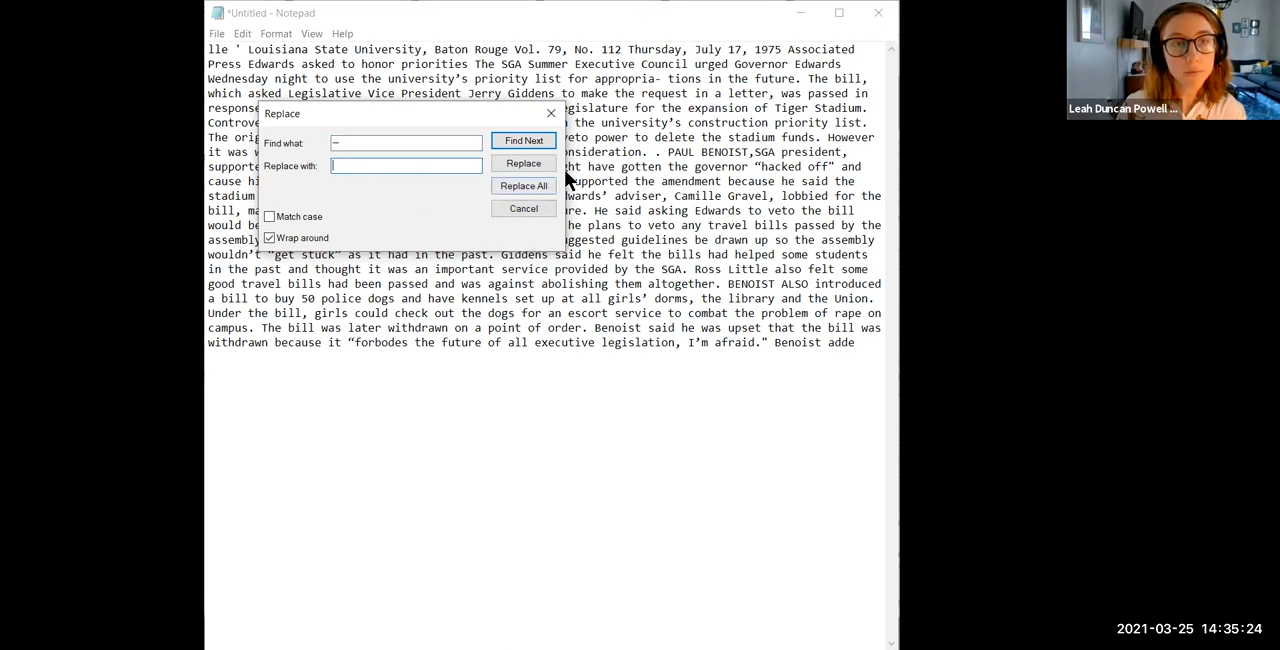 *Untitled - Notepad
File Edit Format View Help
lle ' Louisiana State University, Baton Rouge Vol. 79, No. 112 Thursday, July 17, 1975 Associated
Press Edwards asked to honor priorities The SGA Summer Executive Council urged Governor Edwards
Wednesday night to use the university’s priority list for appropria- tions in the future. The bill,
which asked Legislative Vice President Jerry Giddens to make the request in a letter, was passed in
respons egislature for the expansion of Tiger Stadium.
Controve the university’s construction priority list.
The orig veto power to delete the stadium funds. However
it was onsideration. . PAUL BENOIST,SGA president,
supporte have gotten the governor “hacked off" and
cause hi upported the amendment because he said the
stadium dwards’ adviser, Camille Gravel, lobbied for the
bill, ure. He said asking Edwards to veto the bill
would be he plans to veto any travel bills passed by the
assembly ggested guidelines be drawn up so the assembly
wouldn’t “get stuck” as it had in the past. Giddens said he felt the bills had helped some students
in the past and thought it was an important service provided by the SGA. Ross Little also felt some
good travel bills had been passed and was against abolishing them altogether. BENOIST ALSO introduced
a bill to buy 50 police dogs and have kennels set up at all girls’ dorms, the library and the Union.
Under the bill, girls could check out the dogs for an escort service to combat the problem of rape on
campus. The bill was later withdrawn on a point of order. Benoist said he was upset that the bill was
withdrawn because it “forbodes the future of all executive legislation, I’m afraid." Benoist adde
Replace
Find what: —
Replace with:
Find Next
Replace
Replace All
Cancel
Match case
Wrap around
Leah Duncan Powell ...
2021-03-25 14:35:24